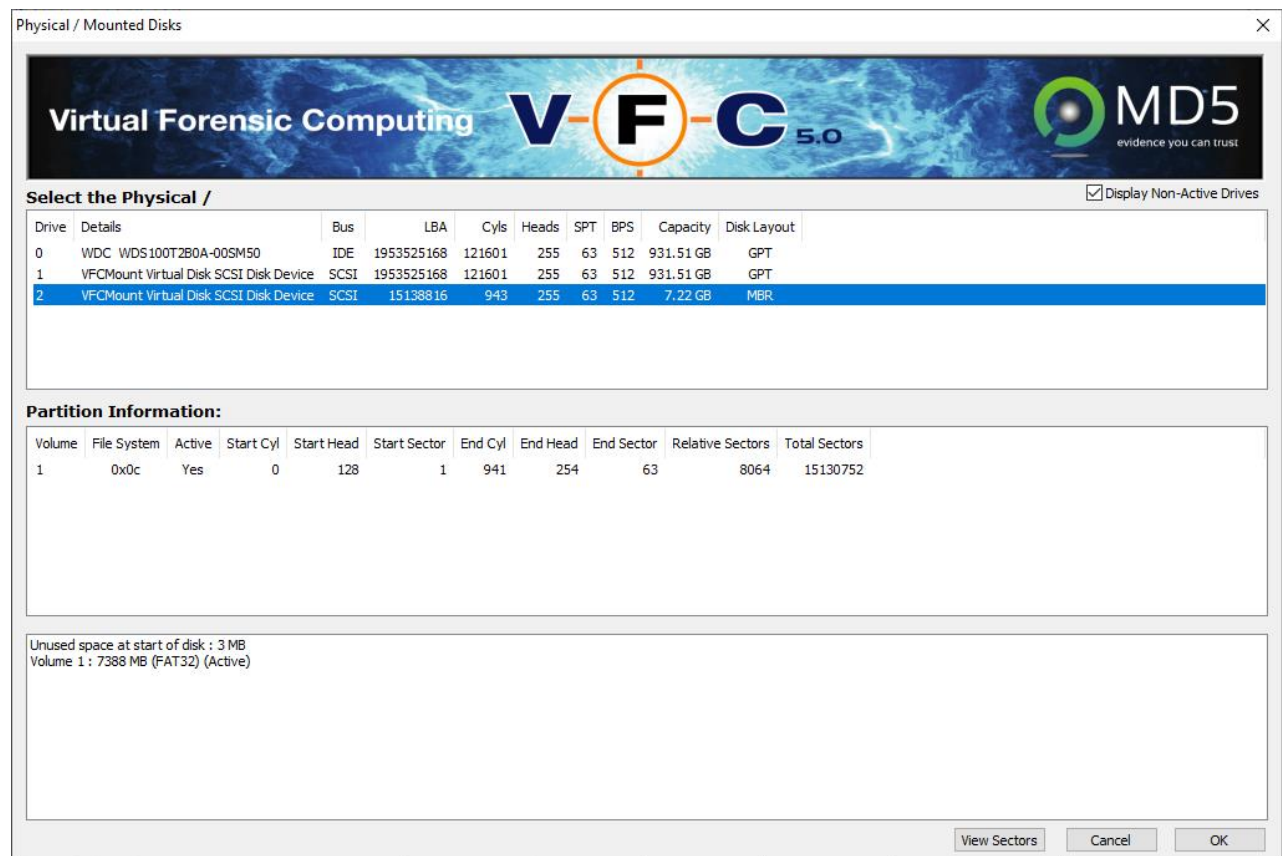 Physical / Mounted Disks
Virtual Forensic Computing V-F-C 5.0 MD5
evidence you can trust
Select the Physical / Display Non-Active Drives
Drive Details Bus LBA Cyls Heads SPT BPS Capacity Disk Layout
0 WDC WDS100T2B0A-00SM50 IDE 1953525168 121601 255 63 512 931.51 GB GPT
1 VFCMount Virtual Disk SCSI Disk Device SCSI 1953525168 121601 255 63 512 931.51 GB GPT
2 VFCMount Virtual Disk SCSI Disk Device SCSI 15138816 943 255 63 512 7.22 GB MBR
Partition Information:
Volume File System Active Start Cyl Start Head Start Sector End Cyl End Head End Sector Relative Sectors Total Sectors
1 0x0c Yes 0 128 1 941 254 63 8064 15130752
Unused space at start of disk : 3 MB
Volume 1 : 7388 MB (FAT32) (Active)
View Sectors Cancel OK